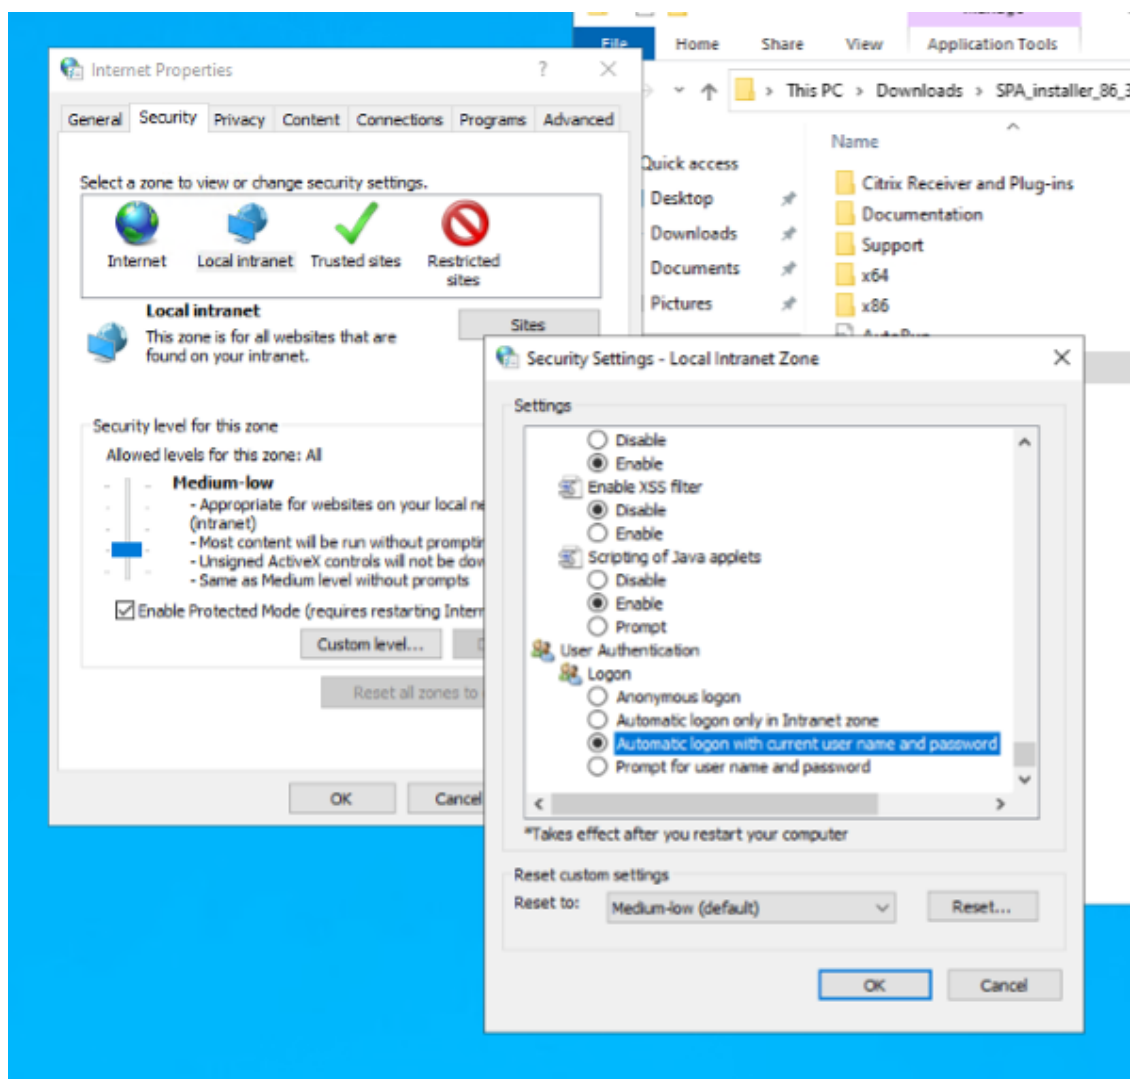 File
Home
Share
View
Application Tools
This PC
Downloads
Name
Quick access
Desktop
Downloads
Documents
Pictures
Citrix Receiver and Plug-ins
Documentation
Support
x64
x86
Internet Properties
?
General
Security
Privacy
Content
Connections
Programs
Advanced
Select a zone to view or change security settings.
Internet
Local intranet
Trusted sites
Restricted
sites
Local intranet
This zone is for all websites that are
found on your intranet.
Sites
Security level for this zone
Allowed levels for this zone: All
Medium-low
- Appropriate for websites on your local ne
(intranet)
- Most content will be run without promptin
- Unsigned ActiveX controls will not be dow
- Same as Medium level without prompts
Enable Protected Mode (requires restarting Intern
Custom level...
Reset all zones to
OK
Cancel
Security Settings - Local Intranet Zone
Settings
Disable
Enable
Enable XSS filter
Disable
Enable
Scripting of Java applets
Disable
Enable
Prompt
User Authentication
Logon
Anonymous logon
Automatic logon only in Intranet zone
Automatic logon with current user name and password
Prompt for user name and password
*Takes effect after you restart your computer
Reset custom settings
Reset to:
Medium-low (default)
Reset...
OK
Cancel